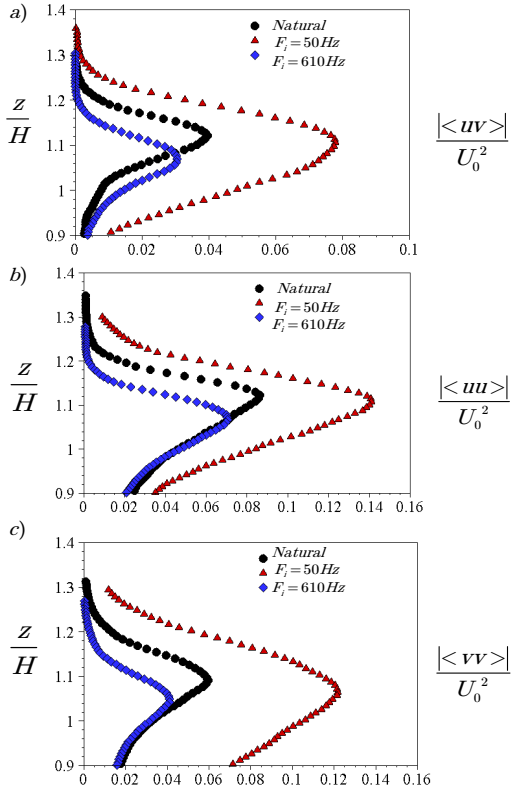 a)
1.4
Natural
F_i=50Hz
F_i=610Hz
1.3
1.2
z
H
1.1
1
0.9
0 0.02 0.04 0.06 0.08 0.1
|<uv>|
U_0^2
b)
1.4
Natural
F_i=50Hz
F_i=610Hz
1.3
1.2
z
H
1.1
1
0.9
0 0.02 0.04 0.06 0.08 0.1 0.12 0.14 0.16
|<uu>|
U_0^2
c)
1.4
Natural
F_i=50Hz
F_i=610Hz
1.3
1.2
z
H
1.1
1
0.9
0 0.02 0.04 0.06 0.08 0.1 0.12 0.14 0.16
|<vv>|
U_0^2